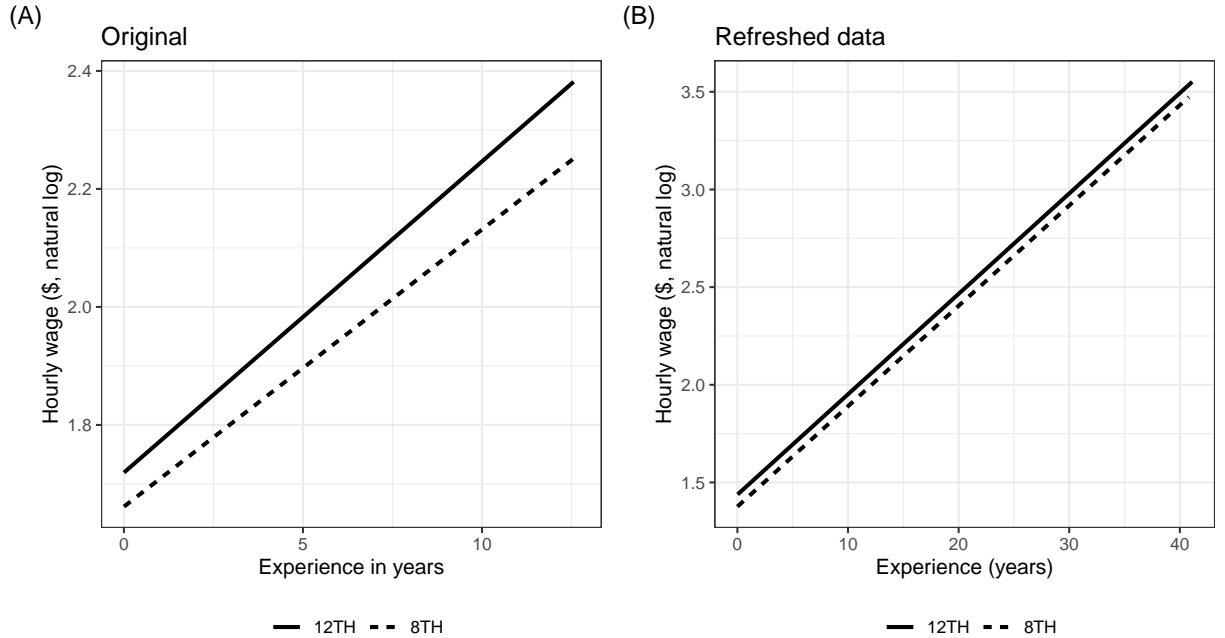 (A)
Original
2.4
2.2
2.0
1.8
Hourly wage ($, natural log)
0 5 10
Experience in years
12TH 8TH
(B)
Refreshed data
3.5
3.0
2.5
2.0
1.5
Hourly wage ($, natural log)
0 10 20 30 40
Experience (years)
12TH 8TH